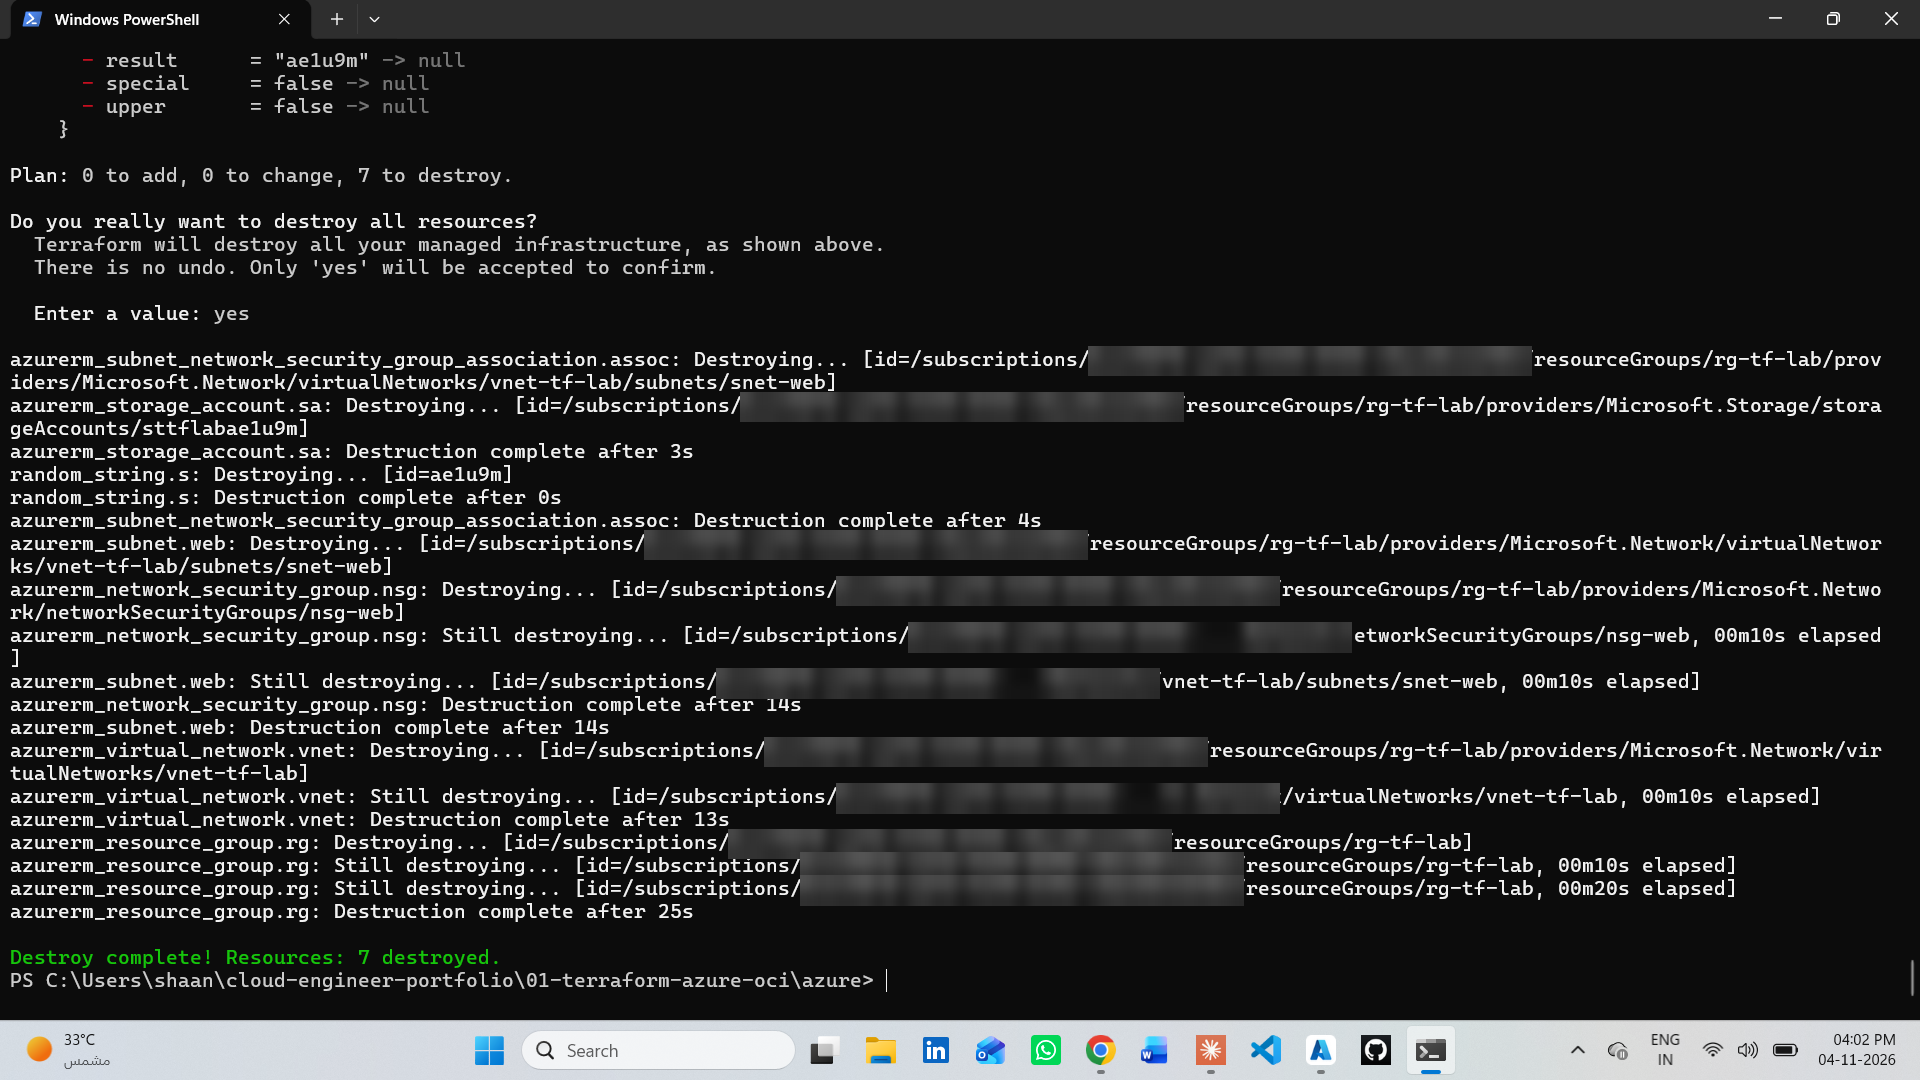 Windows PowerShell
- result      = "ae1u9m" -> null
- special     = false -> null
- upper       = false -> null
}
Plan: 0 to add, 0 to change, 7 to destroy.
Do you really want to destroy all resources?
Terraform will destroy all your managed infrastructure, as shown above.
There is no undo. Only 'yes' will be accepted to confirm.
Enter a value: yes
azurerm_subnet_network_security_group_association.assoc: Destroying... [id=/subscriptions/ resourceGroups/rg-tf-lab/prov
iders/Microsoft.Network/virtualNetworks/vnet-tf-lab/subnets/snet-web]
azurerm_storage_account.sa: Destroying... [id=/subscriptions/ resourceGroups/rg-tf-lab/providers/Microsoft.Storage/stora
geAccounts/sttflabae1u9m]
azurerm_storage_account.sa: Destruction complete after 3s
random_string.s: Destroying... [id=ae1u9m]
random_string.s: Destruction complete after 0s
azurerm_subnet_network_security_group_association.assoc: Destruction complete after 4s
azurerm_subnet.web: Destroying... [id=/subscriptions/ resourceGroups/rg-tf-lab/providers/Microsoft.Network/virtualNetwor
ks/vnet-tf-lab/subnets/snet-web]
azurerm_network_security_group.nsg: Destroying... [id=/subscriptions/ resourceGroups/rg-tf-lab/providers/Microsoft.Netwo
rk/networkSecurityGroups/nsg-web]
azurerm_network_security_group.nsg: Still destroying... [id=/subscriptions/ etworkSecurityGroups/nsg-web, 00m10s elapsed
]
azurerm_subnet.web: Still destroying... [id=/subscriptions/ vnet-tf-lab/subnets/snet-web, 00m10s elapsed]
azurerm_network_security_group.nsg: Destruction complete after 14s
azurerm_subnet.web: Destruction complete after 14s
azurerm_virtual_network.vnet: Destroying... [id=/subscriptions/ resourceGroups/rg-tf-lab/providers/Microsoft.Network/vir
tualNetworks/vnet-tf-lab]
azurerm_virtual_network.vnet: Still destroying... [id=/subscriptions/ /virtualNetworks/vnet-tf-lab, 00m10s elapsed]
azurerm_virtual_network.vnet: Destruction complete after 13s
azurerm_resource_group.rg: Destroying... [id=/subscriptions/ resourceGroups/rg-tf-lab]
azurerm_resource_group.rg: Still destroying... [id=/subscriptions/ resourceGroups/rg-tf-lab, 00m10s elapsed]
azurerm_resource_group.rg: Still destroying... [id=/subscriptions/ resourceGroups/rg-tf-lab, 00m20s elapsed]
azurerm_resource_group.rg: Destruction complete after 25s
Destroy complete! Resources: 7 destroyed.
PS C:\Users\shaan\cloud-engineer-portfolio\01-terraform-azure-oci\azure>
33°C
مشمس
Search
ENG
IN
04:02 PM
04-11-2026